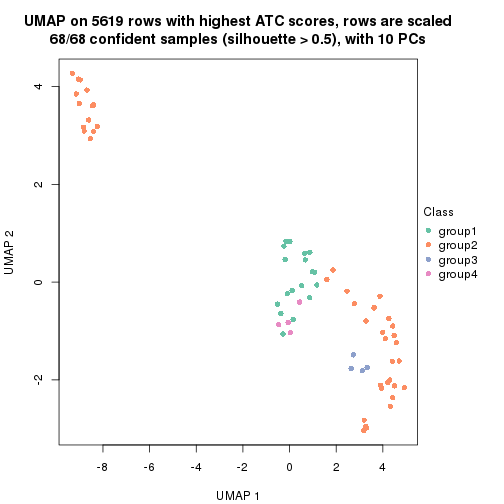 UMAP on 5619 rows with highest ATC scores, rows are scaled
68/68 confident samples (silhouette > 0.5), with 10 PCs
4
2
0
-2
UMAP 2
-8
-6
-4
-2
0
2
4
UMAP 1
Class
group1
group2
group3
group4